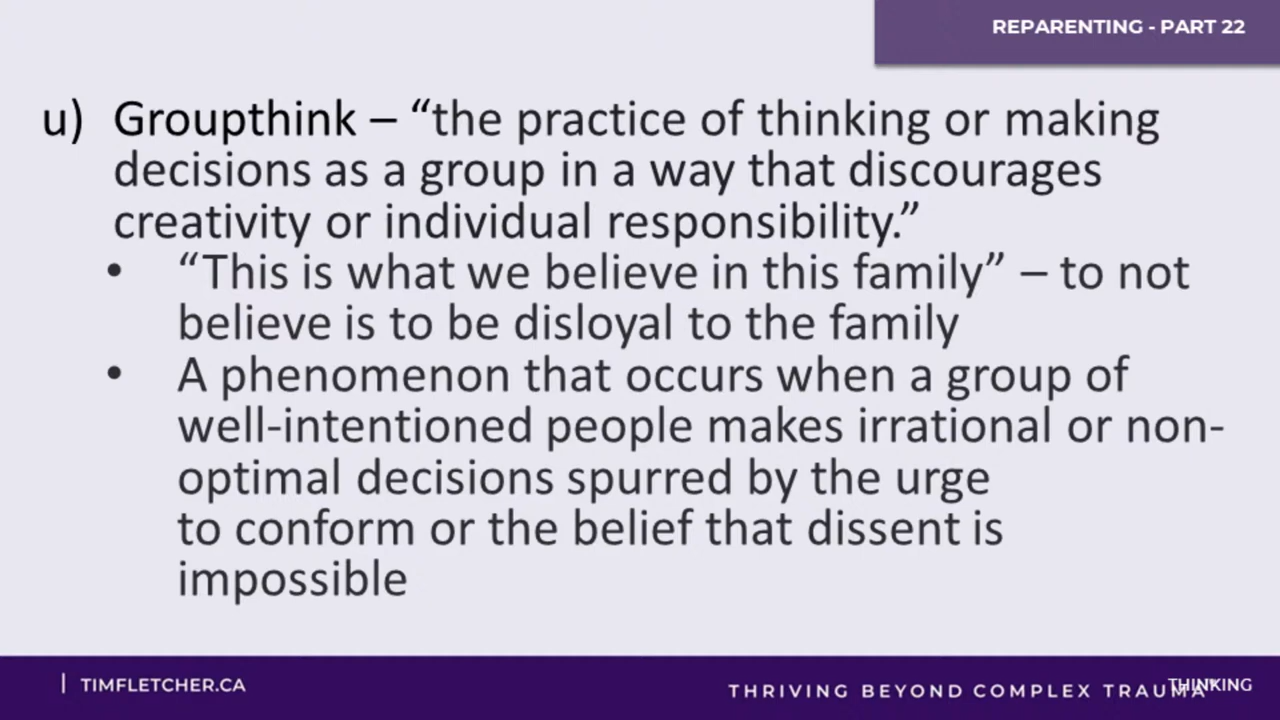 REPARENTING - PART 22
u) Groupthink – “the practice of thinking or making
decisions as a group in a way that discourages
creativity or individual responsibility.”
• “This is what we believe in this family” – to not
believe is to be disloyal to the family
• A phenomenon that occurs when a group of
well-intentioned people makes irrational or non-
optimal decisions spurred by the urge
to conform or the belief that dissent is
impossible
| TIMFLETCHER.CA
THRIVING BEYOND COMPLEX TRAUMA
THINKING